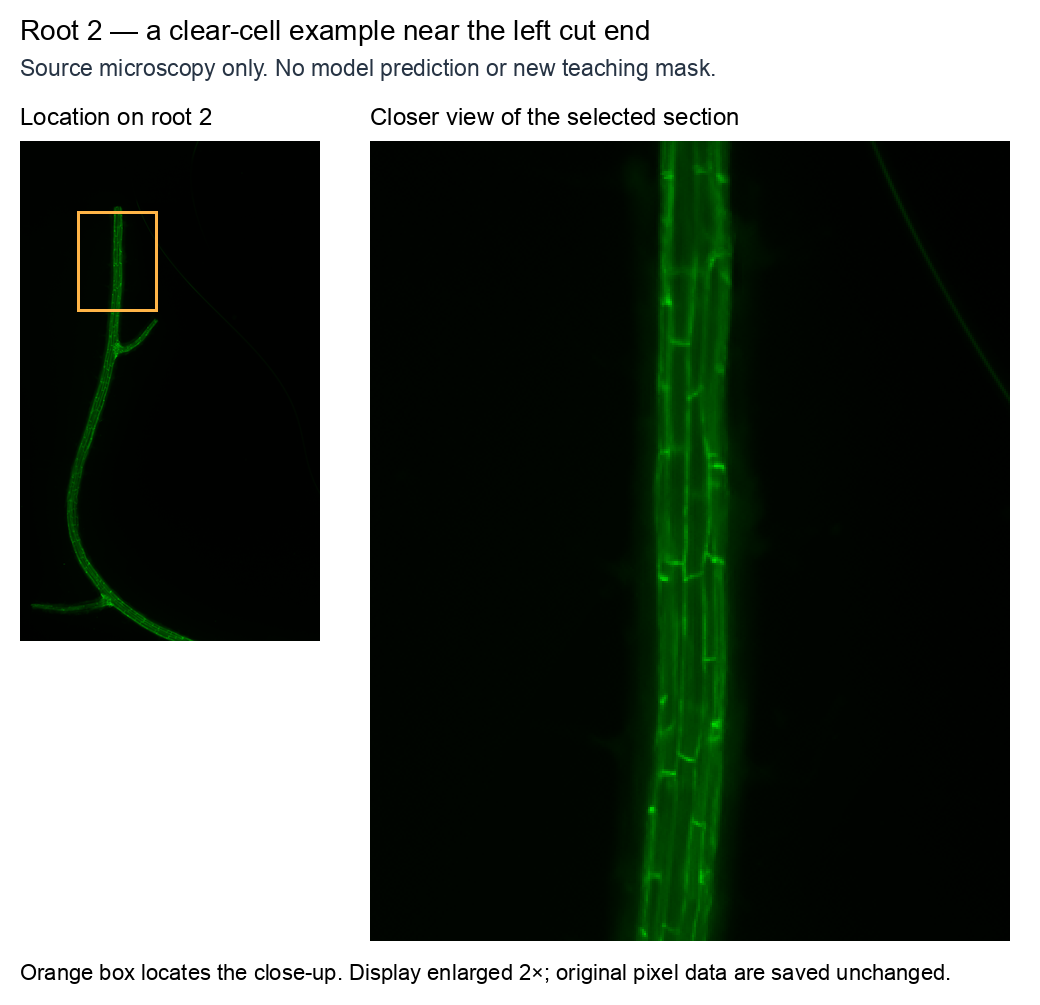 Root 2 — a clear-cell example near the left cut end
Source microscopy only. No model prediction or new teaching mask.
Location on root 2
Closer view of the selected section
Orange box locates the close-up. Display enlarged 2×; original pixel data are saved unchanged.